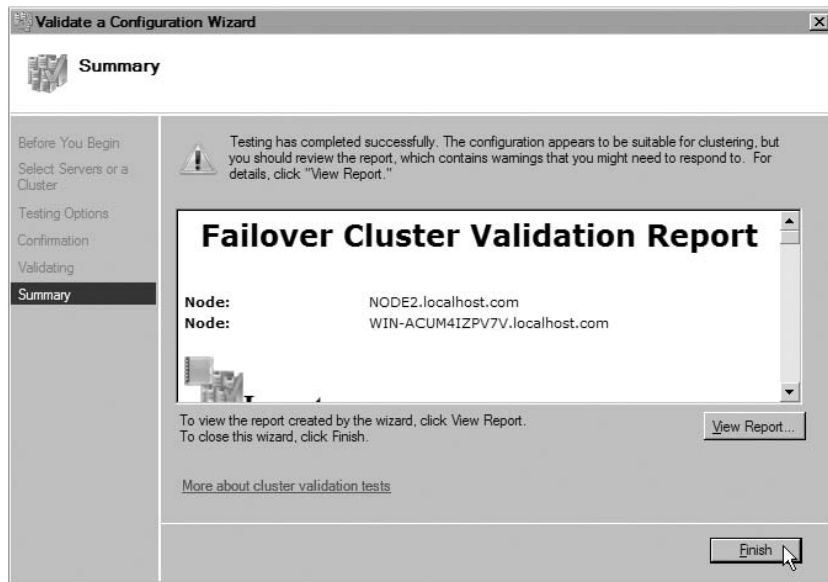 Validate a Configuration Wizard
Summary
Before You Begin
Select Servers or a
Cluster
Testing Options
Confirmation
Validating
Summary
Testing has completed successfully. The configuration appears to be suitable for clustering, but
you should review the report, which contains warnings that you might need to respond to. For
details, click "View Report."
Failover Cluster Validation Report
Node: NODE2.localhost.com
Node: WIN-ACUM4IZPV7V.localhost.com
To view the report created by the wizard, click View Report.
To close this wizard, click Finish.
View Report...
More about cluster validation tests
Finish